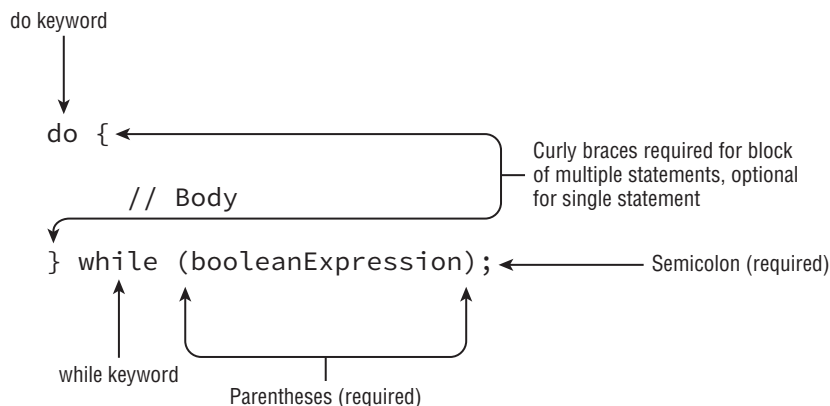 do keyword
do {
Curly braces required for block
of multiple statements, optional
for single statement
// Body
} while (booleanExpression);
Semicolon (required)
while keyword
Parentheses (required)